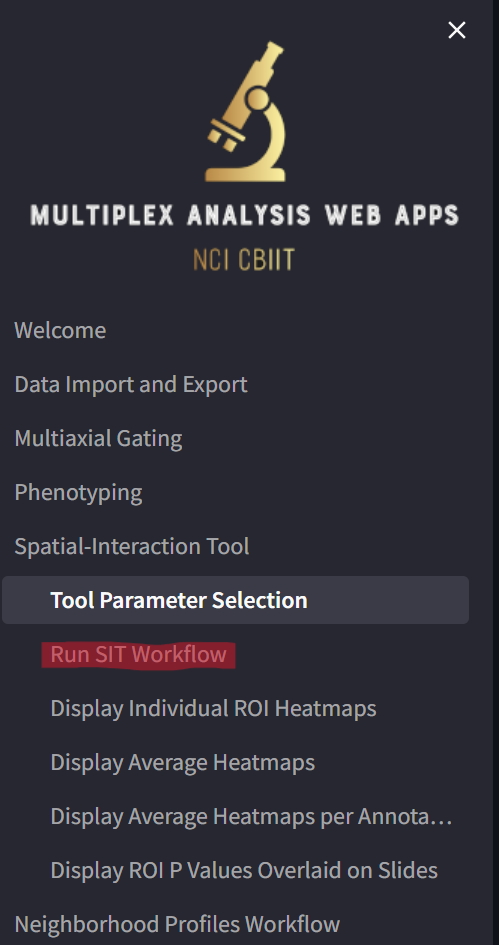 MULTIPLEX ANALYSIS WEB APPS
NCI CBIIT
Welcome
Data Import and Export
Multiaxial Gating
Phenotyping
Spatial-Interaction Tool
Tool Parameter Selection
Run SIT Workflow
Display Individual ROI Heatmaps
Display Average Heatmaps
Display Average Heatmaps per Annota...
Display ROI P Values Overlaid on Slides
Neighborhood Profiles Workflow